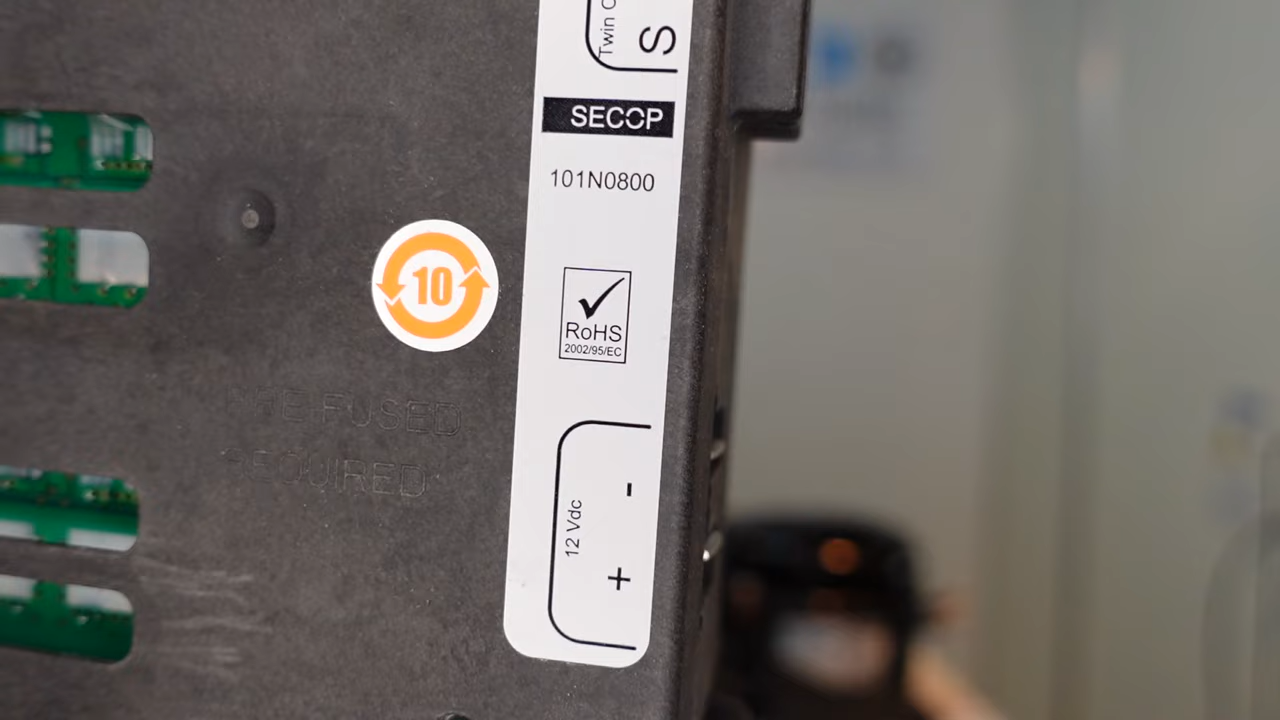 Twin
S
SECOP
101N0800
10
RoHS
2002/95/EC
FUSED
REQUIRED
-
12 Vdc
+